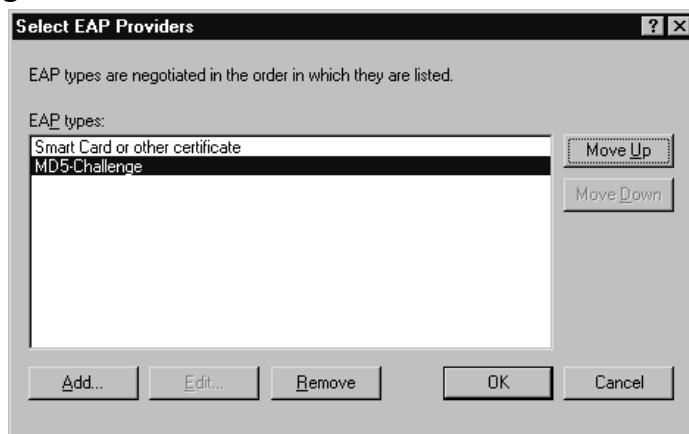 Select EAP Providers
EAP types are negotiated in the order in which they are listed.
EAP types:
Smart Card or other certificate
MD5-Challenge
Move Up
Move Down
Add... Edit... Remove OK Cancel